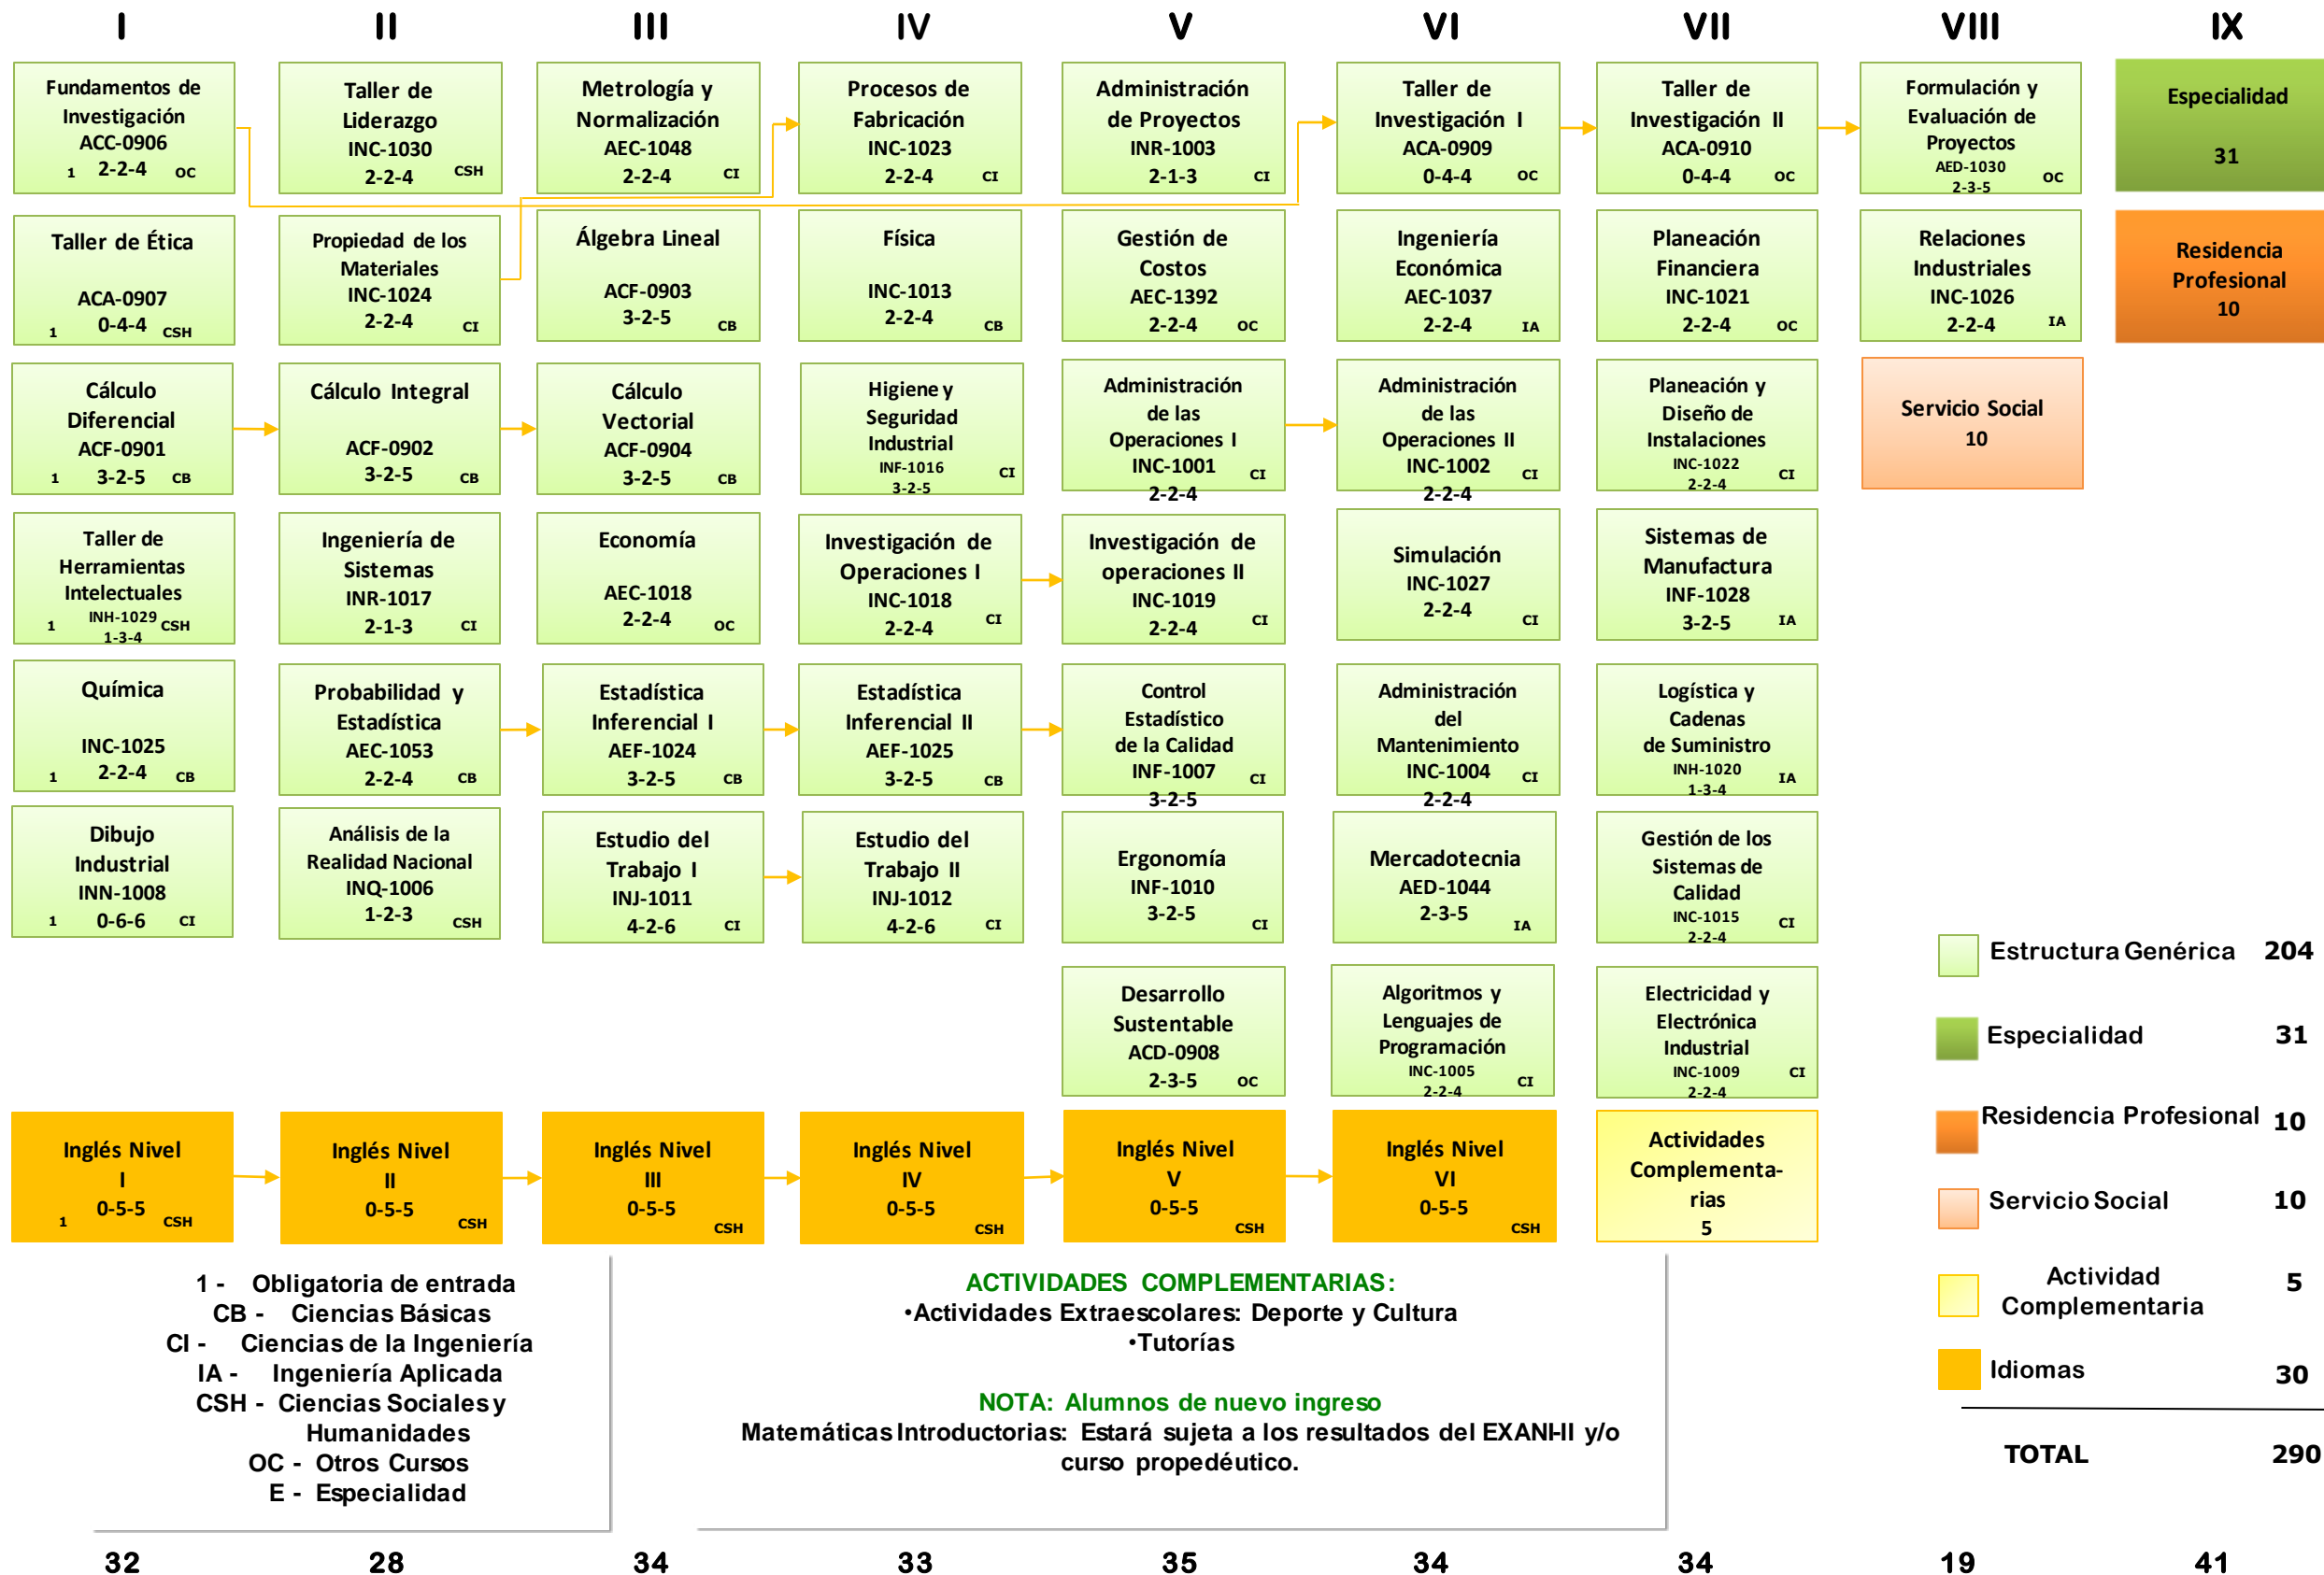 I II III IV V VI VII VIII IX
Fundamentos de
Investigación
ACC-0906
1 2-2-4 OC
Taller de
Liderazgo
INC-1030
2-2-4 CSH
Metrología y
Normalización
AEC-1048
2-2-4 CI
Procesos de
Fabricación
INC-1023
2-2-4 CI
Administración
de Proyectos
INR-1003
2-1-3 CI
Taller de
Investigación I
ACA-0909
0-4-4 OC
Taller de
Investigación II
ACA-0910
0-4-4 OC
Formulación y
Evaluación de
Proyectos
AED-1030
2-3-5 OC
Especialidad
31
Taller de Ética
ACA-0907
1 0-4-4 CSH
Propiedad de los
Materiales
INC-1024
2-2-4 CI
Álgebra Lineal
ACF-0903
3-2-5 CB
Física
INC-1013
2-2-4 CB
Gestión de
Costos
AEC-1392
2-2-4 OC
Ingeniería
Económica
AEC-1037
2-2-4 IA
Planeación
Financiera
INC-1021
2-2-4 OC
Relaciones
Industriales
INC-1026
2-2-4 IA
Residencia
Profesional
10
Cálculo
Diferencial
ACF-0901
1 3-2-5 CB
Cálculo Integral
ACF-0902
3-2-5 CB
Cálculo
Vectorial
ACF-0904
3-2-5 CB
Higiene y
Seguridad
Industrial
INF-1016 CI
3-2-5
Administración
de las
Operaciones I
INC-1001 CI
2-2-4
Administración
de las
Operaciones II
INC-1002 CI
2-2-4
Planeación y
Diseño de
Instalaciones
INC-1022 CI
2-2-4
Servicio Social
10
Taller de
Herramientas
Intelectuales
1 INH-1029 CSH
1-3-4
Ingeniería de
Sistemas
INR-1017
2-1-3 CI
Economía
AEC-1018
2-2-4 OC
Investigación de
Operaciones I
INC-1018
2-2-4 CI
Investigación de
operaciones II
INC-1019
2-2-4 CI
Simulación
INC-1027
2-2-4 CI
Sistemas de
Manufactura
INF-1028
3-2-5 IA
Química
INC-1025
1 2-2-4 CB
Probabilidad y
Estadística
AEC-1053
2-2-4 CB
Estadística
Inferencial I
AEF-1024
3-2-5 CB
Estadística
Inferencial II
AEF-1025
3-2-5 CB
Control
Estadístico
de la Calidad
INF-1007 CI
3-2-5
Administración
del
Mantenimiento
INC-1004 CI
2-2-4
Logística y
Cadenas
de Suministro
INH-1020 IA
1-3-4
Dibujo
Industrial
INN-1008
1 0-6-6 CI
Análisis de la
Realidad Nacional
INQ-1006
1-2-3 CSH
Estudio del
Trabajo I
INJ-1011
4-2-6 CI
Estudio del
Trabajo II
INJ-1012
4-2-6 CI
Ergonomía
INF-1010
3-2-5 CI
Mercadotecnia
AED-1044
2-3-5 IA
Gestión de los
Sistemas de
Calidad
INC-1015 CI
2-2-4
Desarrollo
Sustentable
ACD-0908
2-3-5 OC
Algoritmos y
Lenguajes de
Programación
INC-1005 CI
2-2-4
Electricidad y
Electrónica
Industrial
INC-1009 CI
2-2-4
Inglés Nivel
I
0-5-5
1 CSH
Inglés Nivel
II
0-5-5
CSH
Inglés Nivel
III
0-5-5
CSH
Inglés Nivel
IV
0-5-5
CSH
Inglés Nivel
V
0-5-5
CSH
Inglés Nivel
VI
0-5-5
CSH
Actividades
Complementa-
rias
5
Estructura Genérica 204
Especialidad 31
Residencia Profesional 10
Servicio Social 10
Actividad
Complementaria 5
Idiomas 30
TOTAL 290
1 - Obligatoria de entrada
CB - Ciencias Básicas
CI - Ciencias de la Ingeniería
IA - Ingeniería Aplicada
CSH - Ciencias Sociales y
Humanidades
OC - Otros Cursos
E - Especialidad
ACTIVIDADES COMPLEMENTARIAS:
•Actividades Extraescolares: Deporte y Cultura
•Tutorías
NOTA: Alumnos de nuevo ingreso
Matemáticas Introductorias: Estará sujeta a los resultados del EXANI-II y/o
curso propedéutico.
32 28 34 33 35 34 34 19 41